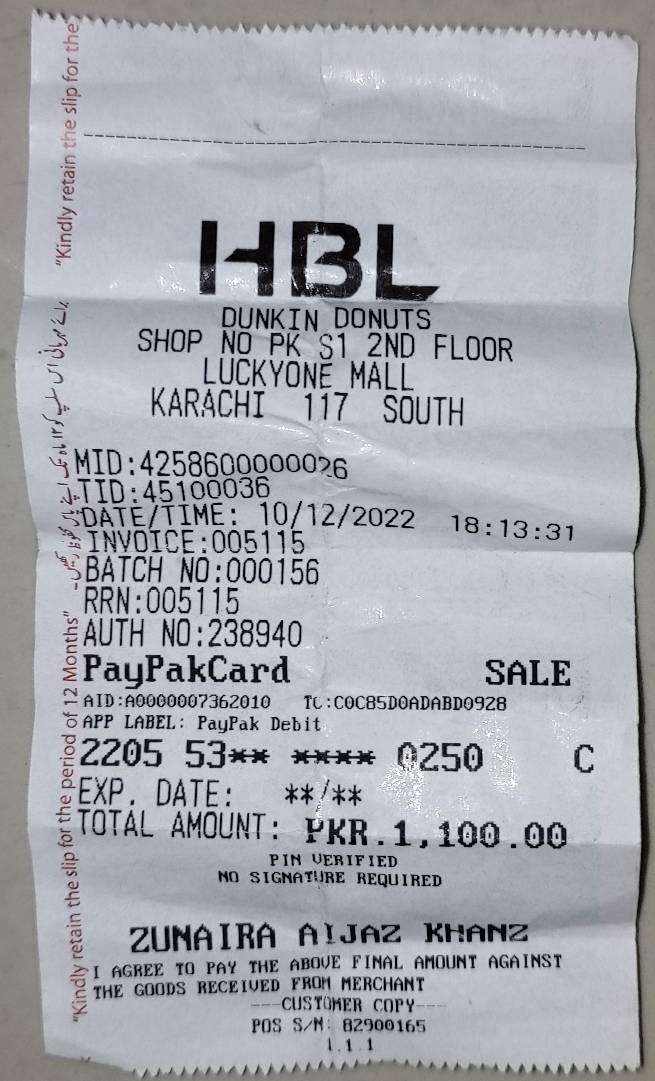 HBL
DUNKIN DONUTS
SHOP NO PK S1 2ND FLOOR
LUCKYONE MALL
KARACHI 117 SOUTH
MID:4258600000026
TID:45100036
DATE/TIME: 10/12/2022 18:13:31
INVOICE:005115
BATCH NO:000156
RRN:005115
AUTH NO:238940
PayPakCard SALE
AID:A0000007362010 TC:C0C85D0ADABD0928
APP LABEL: PayPak Debit
2205 53** **** 0250 C
EXP. DATE: **/**
TOTAL AMOUNT: PKR.1,100.00
PIN VERIFIED
NO SIGNATURE REQUIRED
ZUNAIRA AIJAZ KHANZ
I AGREE TO PAY THE ABOVE FINAL AMOUNT AGAINST
THE GOODS RECEIVED FROM MERCHANT
---CUSTOMER COPY---
POS S/N: 82900165
1.1.1
"Kindly retain the slip for the period of 12 Months"
"Kindly retain the slip for the